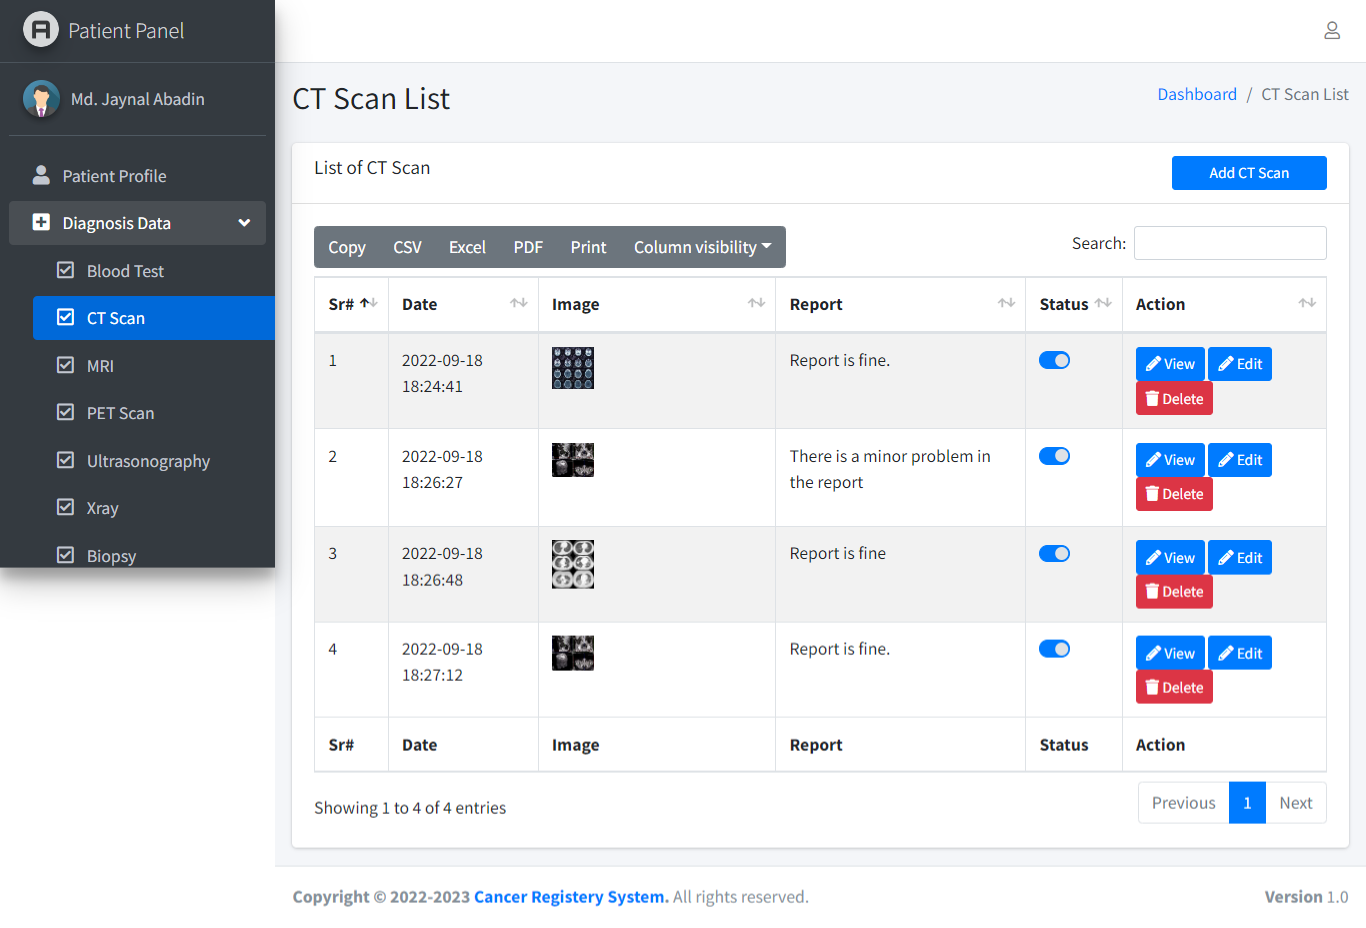 Patient Panel
Md. Jaynal Abadin
Patient Profile
Diagnosis Data
Blood Test
CT Scan
MRI
PET Scan
Ultrasonography
Xray
Biopsy
CT Scan List
Dashboard / CT Scan List
List of CT Scan
Add CT Scan
Copy CSV Excel PDF Print Column visibility
Search:
Sr# Date Image Report Status Action
1 2022-09-18 Report is fine. View Edit
18:24:41 Delete
2 2022-09-18 There is a minor problem in View Edit
18:26:27 the report Delete
3 2022-09-18 Report is fine View Edit
18:26:48 Delete
4 2022-09-18 Report is fine. View Edit
18:27:12 Delete
Sr# Date Image Report Status Action
Showing 1 to 4 of 4 entries
Previous 1 Next
Copyright © 2022-2023 Cancer Registery System. All rights reserved.
Version 1.0